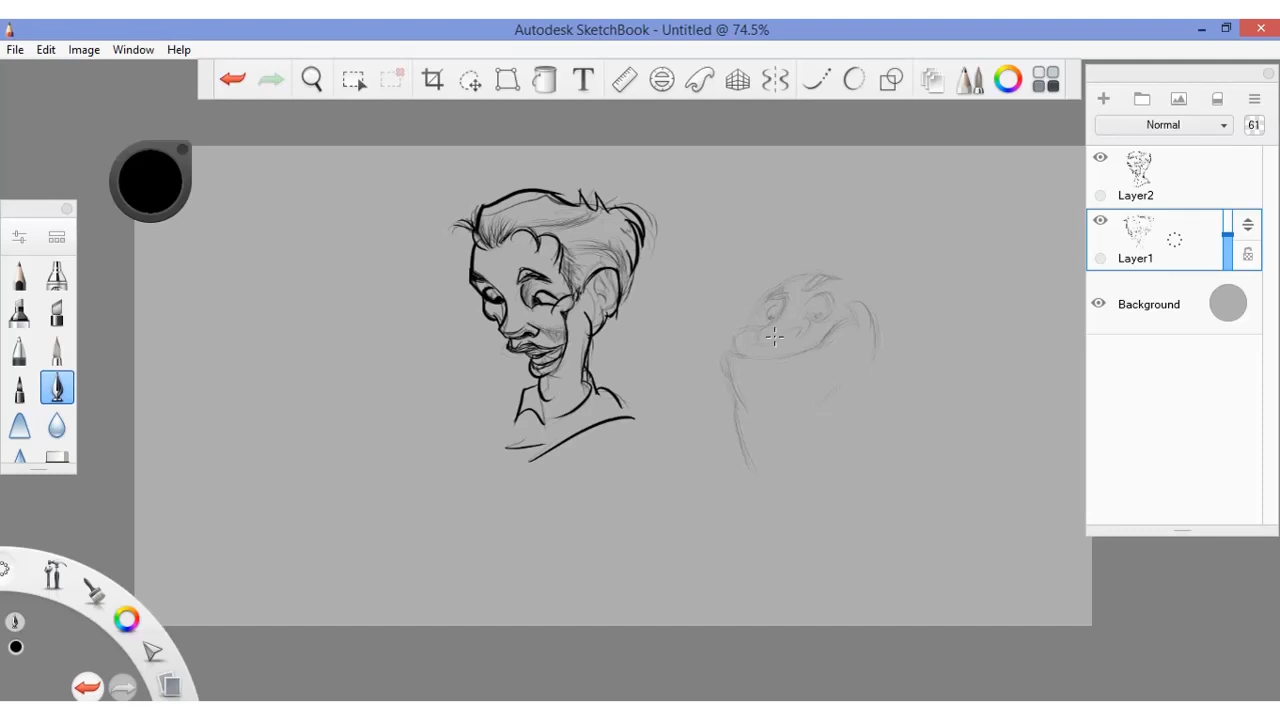 Autodesk SketchBook - Untitled @ 74.5%
File Edit Image Window Help
T
Normal 61
Layer2
Layer1
Background